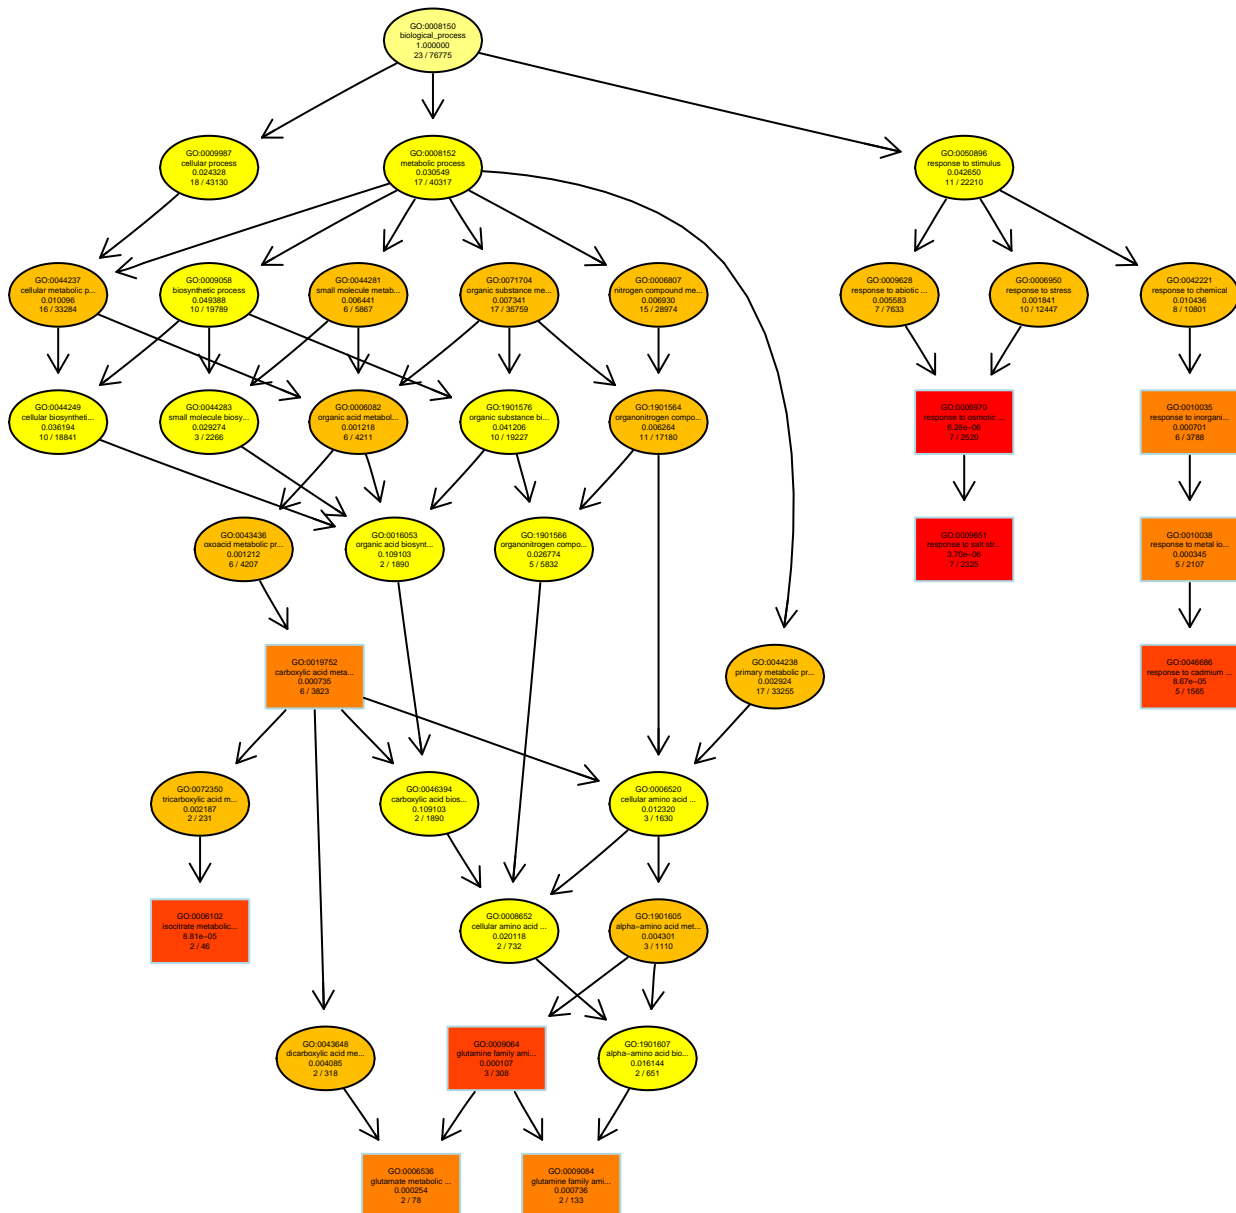 GO:0008150
biological_process
1.000000
23 / 76775
GO:0009987
cellular process
0.024328
18 / 43130
GO:0008152
metabolic process
0.030549
17 / 40317
GO:0050896
response to stimulus
0.042650
11 / 22210
GO:0044237
cellular metabolic p...
0.010096
16 / 33284
GO:0009058
biosynthetic process
0.049388
10 / 19789
GO:0044281
small molecule metab...
0.006441
6 / 5867
GO:0071704
organic substance me...
0.007341
17 / 35759
GO:0006807
nitrogen compound me...
0.006930
15 / 28974
GO:0009628
response to abiotic ...
0.005583
7 / 7633
GO:0006950
response to stress
0.001841
10 / 12447
GO:0042221
response to chemical
0.010436
8 / 10801
GO:0044249
cellular biosyntheti...
0.036194
10 / 18841
GO:0044283
small molecule biosy...
0.029274
3 / 2266
GO:0006082
organic acid metabol...
0.001218
6 / 4211
GO:1901576
organic substance bi...
0.041206
10 / 19227
GO:1901564
organonitrogen compo...
0.006264
11 / 17180
GO:0006970
response to osmotic ...
6.28e−06
7 / 2520
GO:0010035
response to inorgani...
0.000701
6 / 3788
GO:0043436
oxoacid metabolic pr...
0.001212
6 / 4207
GO:0016053
organic acid biosynt...
0.109103
2 / 1890
GO:1901566
organonitrogen compo...
0.026774
5 / 5832
GO:0009651
response to salt str...
3.70e−06
7 / 2325
GO:0010038
response to metal io...
0.000345
5 / 2107
GO:0019752
carboxylic acid meta...
0.000735
6 / 3823
GO:0044238
primary metabolic pr...
0.002924
17 / 33255
GO:0046686
response to cadmium ...
8.67e−05
5 / 1565
GO:0072350
tricarboxylic acid m...
0.002187
2 / 231
GO:0046394
carboxylic acid bios...
0.109103
2 / 1890
GO:0006520
cellular amino acid ...
0.012320
3 / 1630
GO:0006102
isocitrate metabolic...
8.81e−05
2 / 46
GO:0008652
cellular amino acid ...
0.020118
2 / 732
GO:1901605
alpha−amino acid met...
0.004301
3 / 1110
GO:0043648
dicarboxylic acid me...
0.004085
2 / 318
GO:0009064
glutamine family ami...
0.000107
3 / 308
GO:1901607
alpha−amino acid bio...
0.016144
2 / 651
GO:0006536
glutamate metabolic ...
0.000254
2 / 78
GO:0009084
glutamine family ami...
0.000736
2 / 133